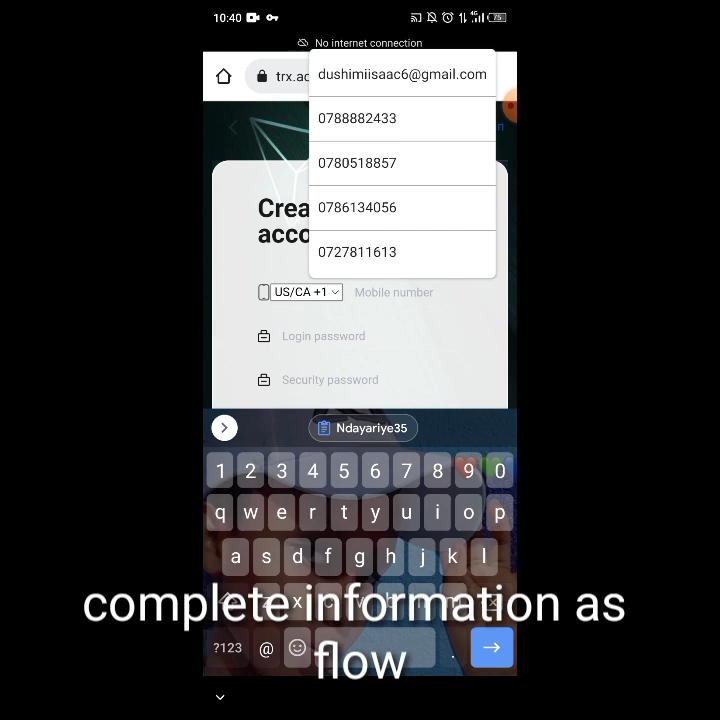 10:40
4G
75
No internet connection
trx.ac
dushimiisaac6@gmail.com
0788882433
0780518857
0786134056
0727811613
n
Crea
acco
US/CA +1
Mobile number
Login password
Security password
Ndayariye35
1 2 3 4 5 6 7 8 9 0
q w e r t y u i o p
a s d f g h j k l
complete information as
flow
?123 @ .